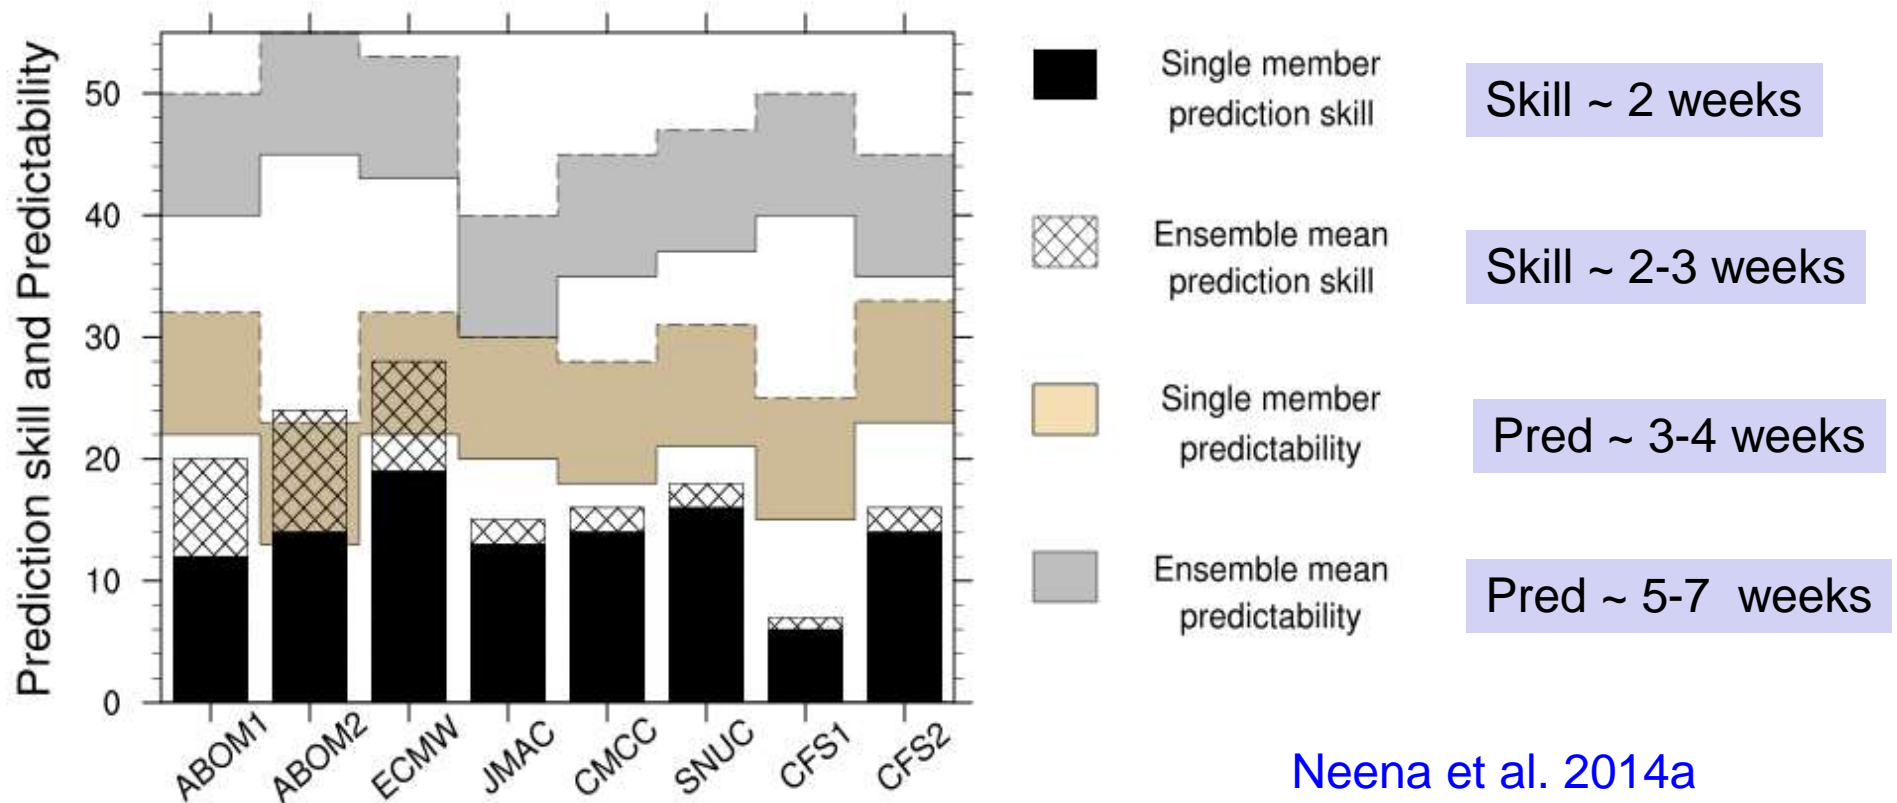 Prediction skill and Predictability
50
40
30
20
10
0
ABOM1
ABOM2
ECMW
JMAC
CMCC
SNUC
CFS1
CFS2
Single member
prediction skill
Skill ~ 2 weeks
Ensemble mean
prediction skill
Skill ~ 2-3 weeks
Single member
predictability
Pred ~ 3-4 weeks
Ensemble mean
predictability
Pred ~ 5-7 weeks
Neena et al. 2014a